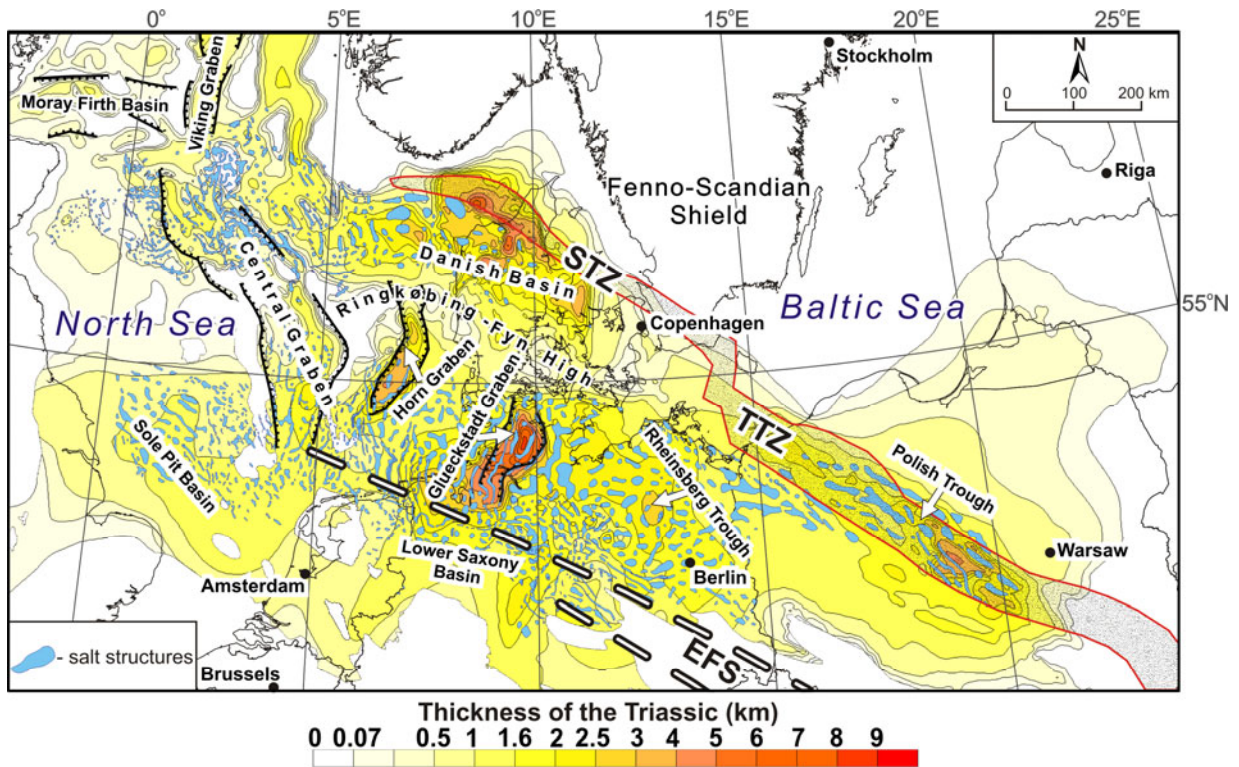 0° 5°E 10°E 15°E 20°E 25°E
Stockholm
N
0 100 200 km
Moray Firth Basin
Viking Graben
Riga
Fenno-Scandian
Shield
STZ
Danish Basin
Central Graben
Ringkøbing-Fyn-High
North Sea
Baltic Sea
55°N
Copenhagen
Horn Graben
Glueckstadt Graben
TTZ
Sole Pit Basin
Rheinsberg Trough
Polish Trough
Warsaw
Lower Saxony
Basin
Berlin
Amsterdam
- salt structures
EFS
Brussels
Thickness of the Triassic (km)
0 0.07 0.5 1 1.6 2 2.5 3 4 5 6 7 8 9